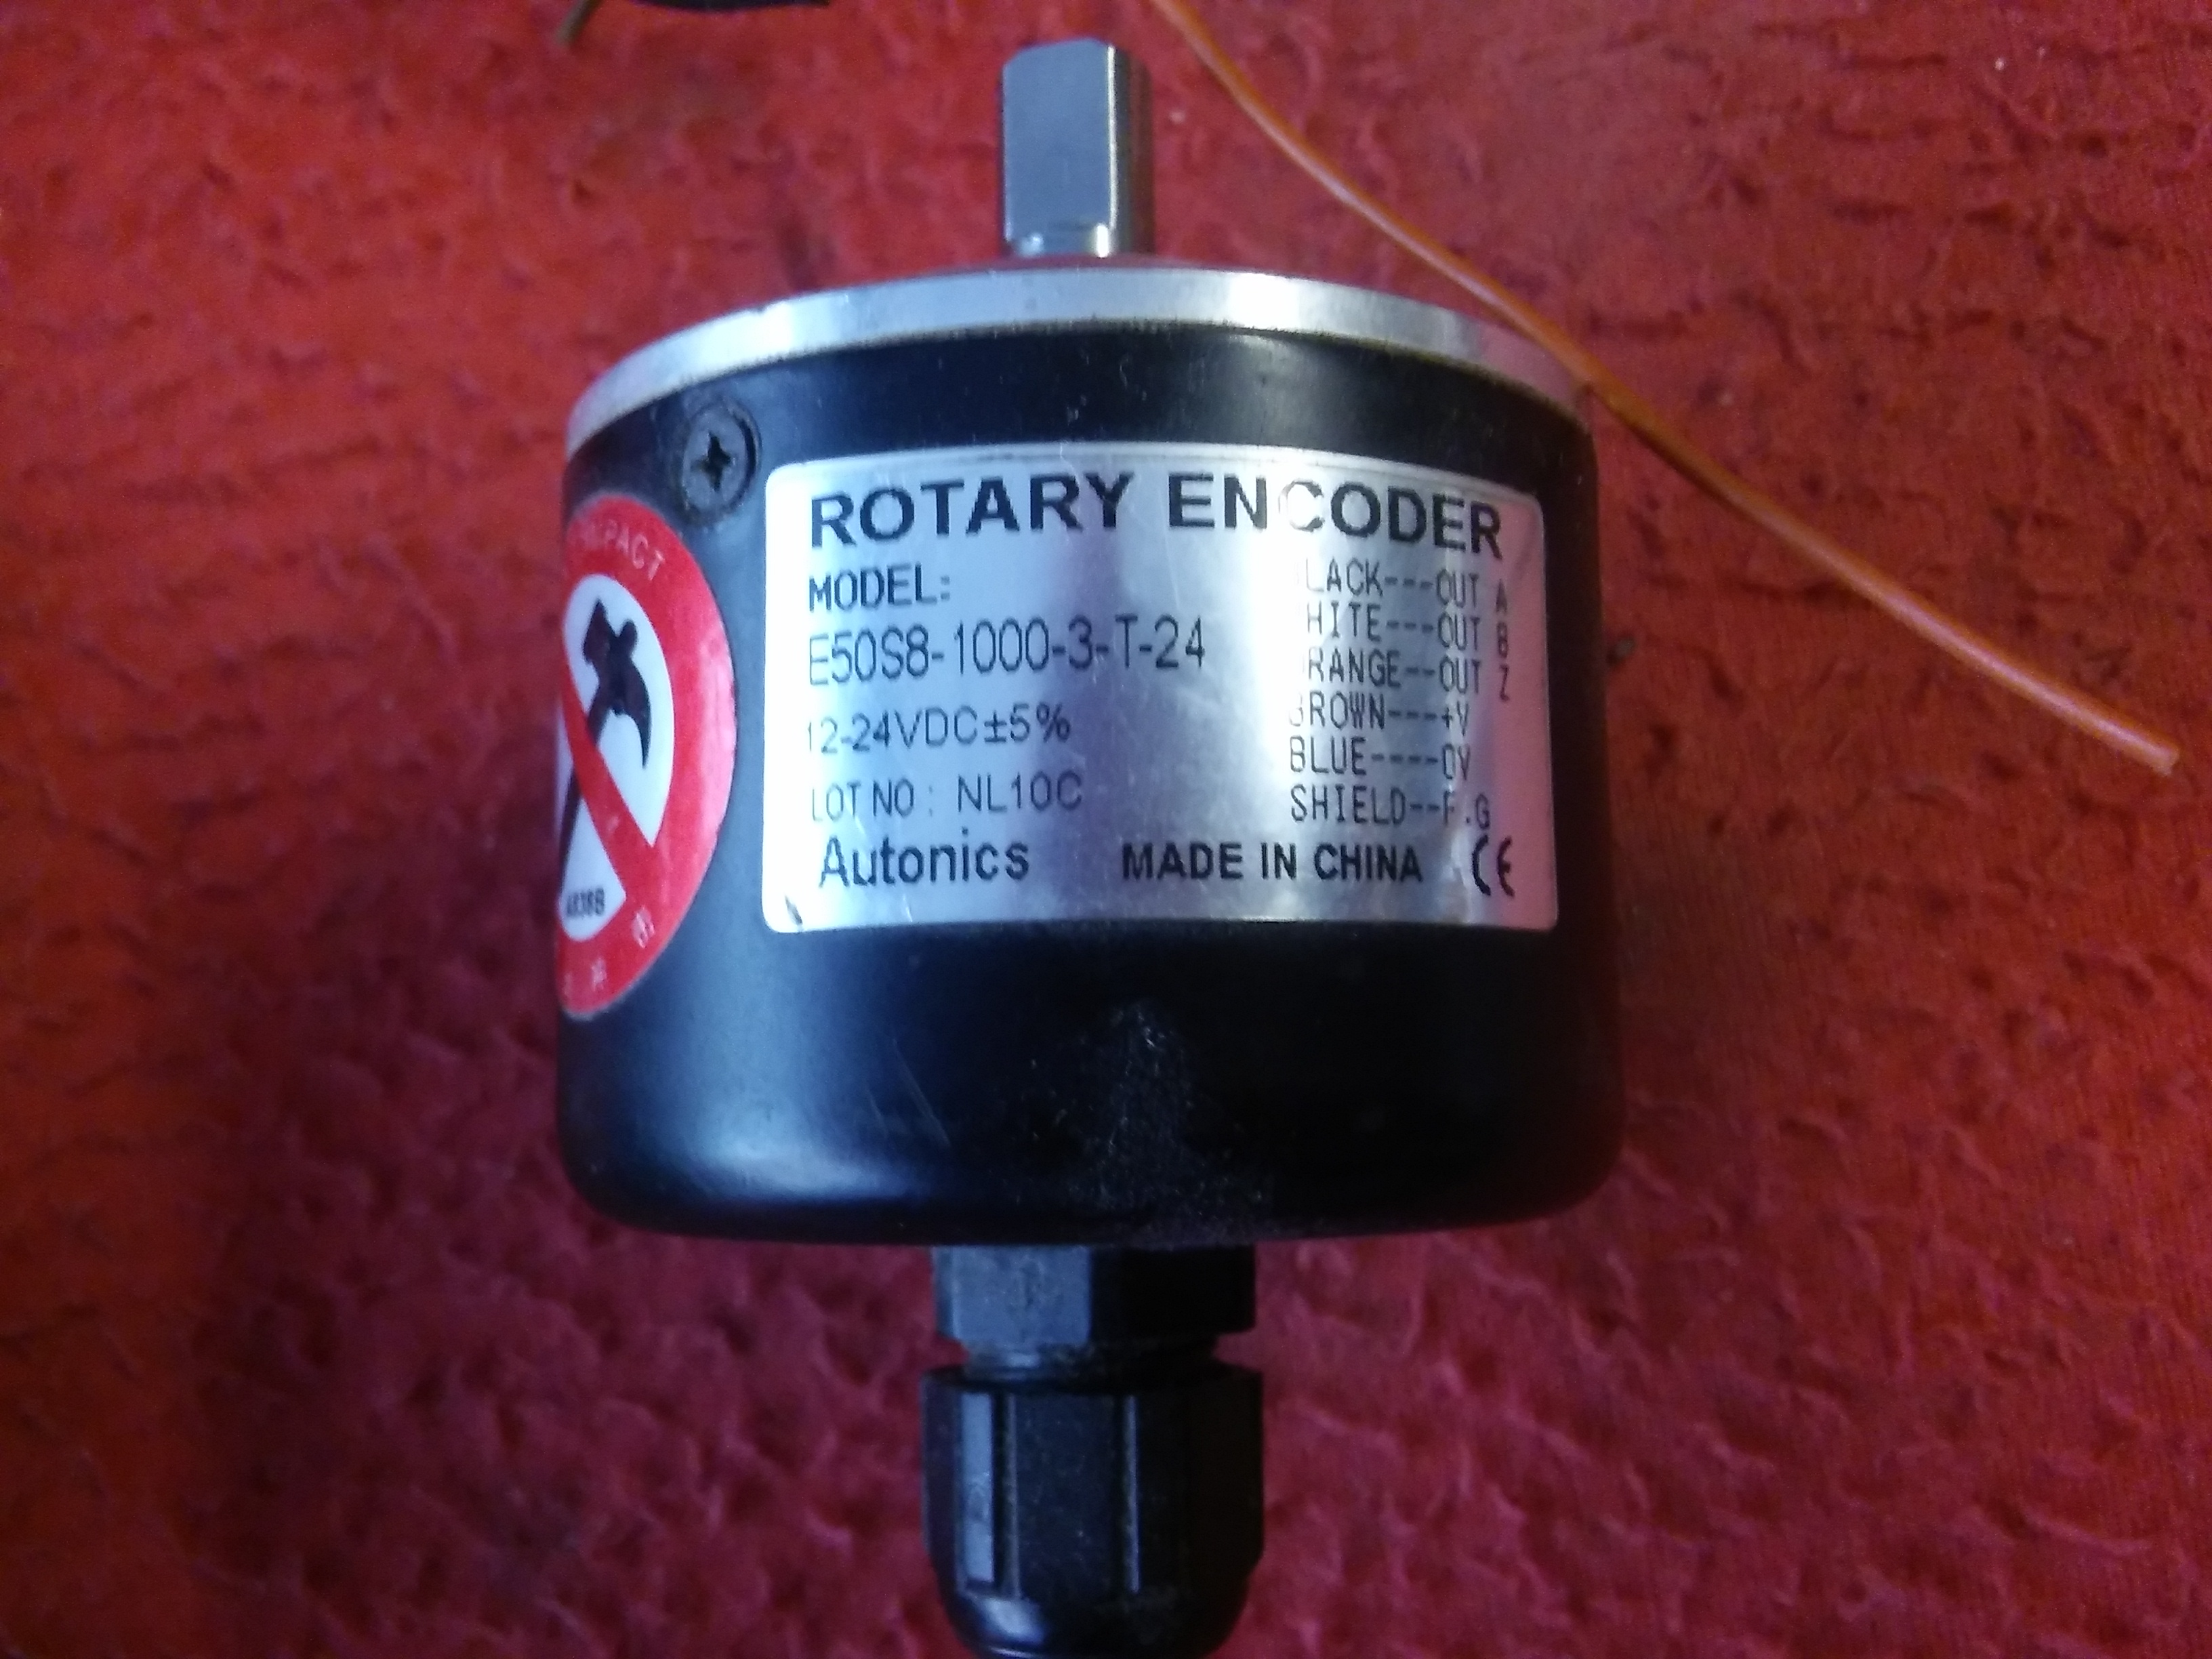 ROTARY ENCODER
MODEL:
E50S8-1000-3-T-24
12-24VDC±5%
LOT NO : NL10C
LACK---OUT A
HITE---OUT B
RANGE--OUT Z
BROWN---+V
BLUE----0V
SHIELD--F.G
Autonics MADE IN CHINA CE